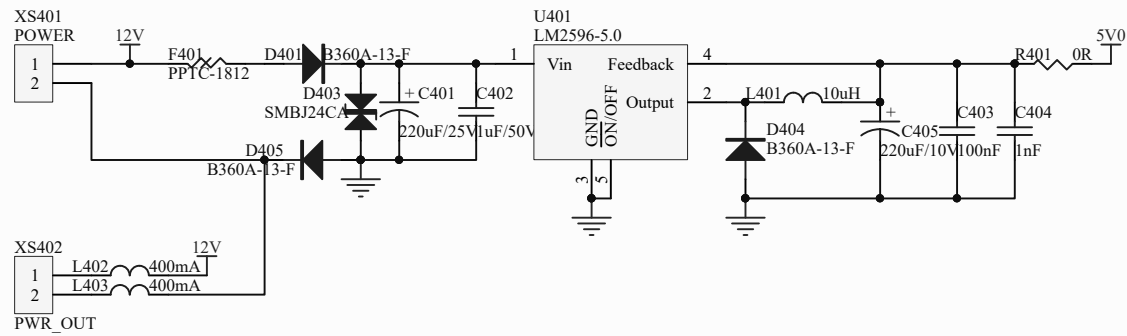 XS401
POWER
1
2
12V
F401
PPTC-1812
D401
B360A-13-F
D403
SMBJ24CA
C401
220uF/25V
C402
1uF/50V
D405
B360A-13-F
U401
LM2596-5.0
1
Vin
Feedback
4
Output
2
GND
ON/OFF
3
5
L401
10uH
D404
B360A-13-F
C405
220uF/10V
C403
100nF
C404
1nF
R401
0R
5V0
XS402
1
2
PWR_OUT
L402
400mA
L403
400mA
12V